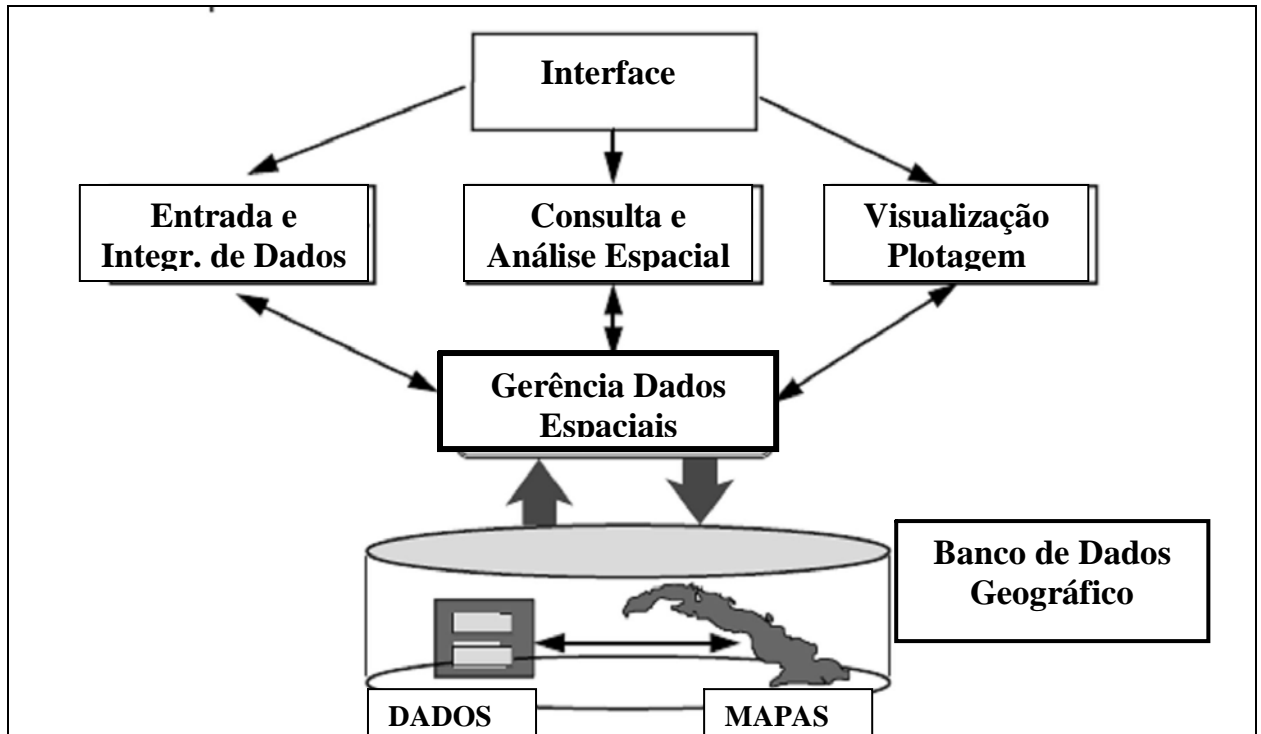 Interface
Entrada e
Integr. de Dados
Consulta e
Análise Espacial
Visualização
Plotagem
Gerência Dados
Espaciais
Banco de Dados
Geográfico
DADOS
MAPAS